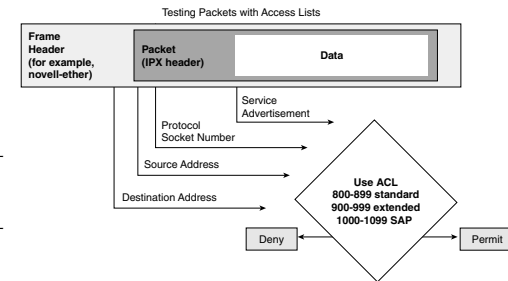 Testing Packets with Access Lists
Frame
Header
(for example,
novell-ether)
Packet
(IPX header)
Data
Service
Advertisement
Protocol
Socket Number
Source Address
Destination Address
Use ACL
800-899 standard
900-999 extended
1000-1099 SAP
Deny
Permit